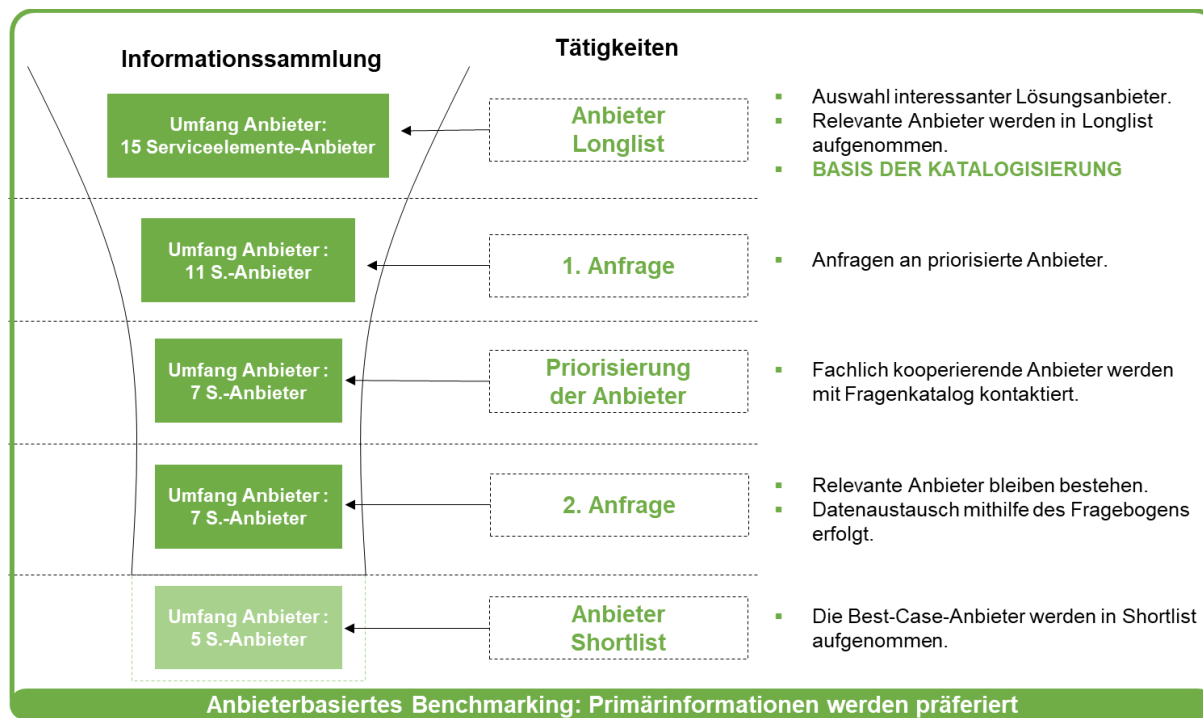 Informationssammlung
Tätigkeiten
Umfang Anbieter:
15 Serviceelemente-Anbieter
Anbieter
Longlist
Auswahl interessanter Lösungsanbieter.
Relevante Anbieter werden in Longlist
aufgenommen.
BASIS DER KATALOGISIERUNG
Umfang Anbieter :
11 S.-Anbieter
1. Anfrage
Anfragen an priorisierte Anbieter.
Umfang Anbieter :
7 S.-Anbieter
Priorisierung
der Anbieter
Fachlich kooperierende Anbieter werden
mit Fragenkatalog kontaktiert.
Umfang Anbieter :
7 S.-Anbieter
2. Anfrage
Relevante Anbieter bleiben bestehen.
Datenaustausch mithilfe des Fragebogens
erfolgt.
Umfang Anbieter :
5 S.-Anbieter
Anbieter
Shortlist
Die Best-Case-Anbieter werden in Shortlist
aufgenommen.
Anbieterbasiertes Benchmarking: Primärinformationen werden präferiert